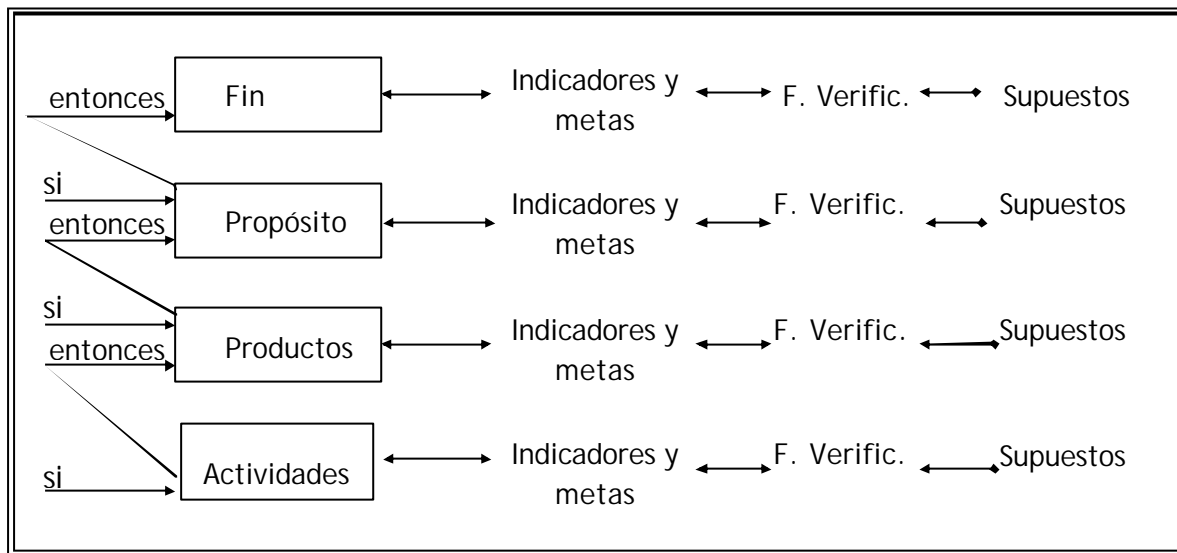 entonces Fin Indicadores y metas F. Verific. Supuestos
si
entonces Propósito Indicadores y metas F. Verific. Supuestos
si
entonces Productos Indicadores y metas F. Verific. Supuestos
si Actividades Indicadores y metas F. Verific. Supuestos